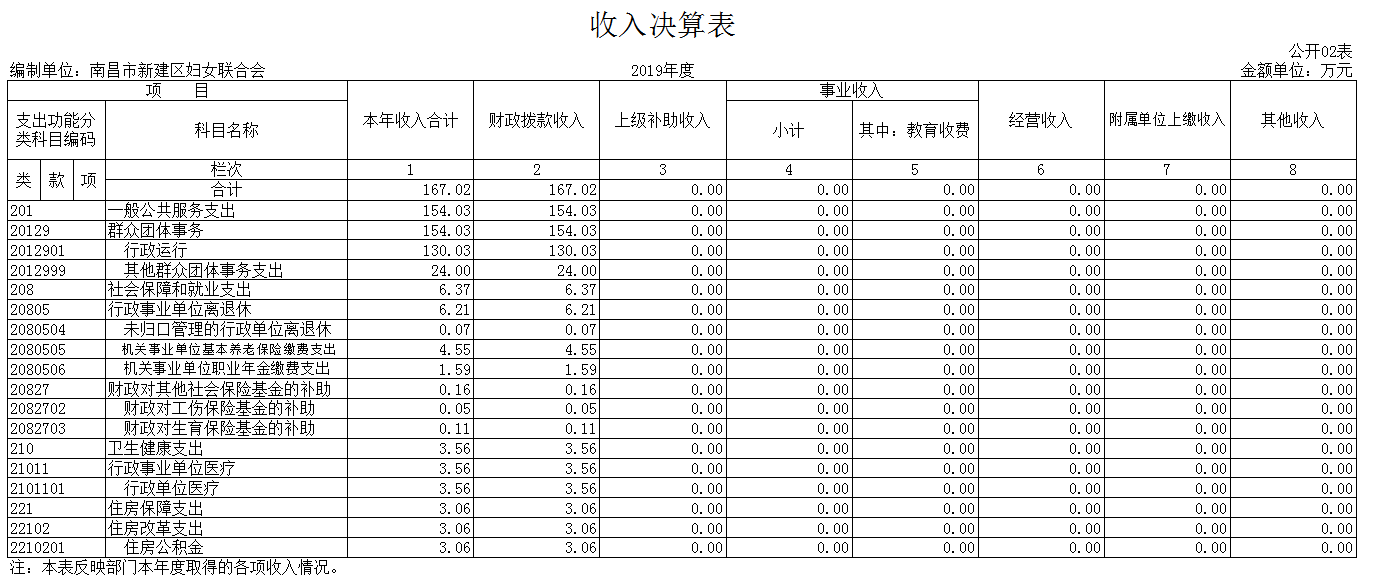 收入决算表
公开02表
编制单位：南昌市新建区妇女联合会 2019年度 金额单位：万元
项 目 本年收入合计 财政拨款收入 上级补助收入 事业收入 经营收入 附属单位上缴收入 其他收入
支出功能分类科目编码 科目名称 小计 其中：教育收费
类 款 项 栏次 1 2 3 4 5 6 7 8
合计 167.02 167.02 0.00 0.00 0.00 0.00 0.00 0.00
201 一般公共服务支出 154.03 154.03 0.00 0.00 0.00 0.00 0.00 0.00
20129 群众团体事务 154.03 154.03 0.00 0.00 0.00 0.00 0.00 0.00
2012901 行政运行 130.03 130.03 0.00 0.00 0.00 0.00 0.00 0.00
2012999 其他群众团体事务支出 24.00 24.00 0.00 0.00 0.00 0.00 0.00 0.00
208 社会保障和就业支出 6.37 6.37 0.00 0.00 0.00 0.00 0.00 0.00
20805 行政事业单位离退休 6.21 6.21 0.00 0.00 0.00 0.00 0.00 0.00
2080504 未归口管理的行政单位离退休 0.07 0.07 0.00 0.00 0.00 0.00 0.00 0.00
2080505 机关事业单位基本养老保险缴费支出 4.55 4.55 0.00 0.00 0.00 0.00 0.00 0.00
2080506 机关事业单位职业年金缴费支出 1.59 1.59 0.00 0.00 0.00 0.00 0.00 0.00
20827 财政对其他社会保险基金的补助 0.16 0.16 0.00 0.00 0.00 0.00 0.00 0.00
2082702 财政对工伤保险基金的补助 0.05 0.05 0.00 0.00 0.00 0.00 0.00 0.00
2082703 财政对生育保险基金的补助 0.11 0.11 0.00 0.00 0.00 0.00 0.00 0.00
210 卫生健康支出 3.56 3.56 0.00 0.00 0.00 0.00 0.00 0.00
21011 行政事业单位医疗 3.56 3.56 0.00 0.00 0.00 0.00 0.00 0.00
2101101 行政单位医疗 3.56 3.56 0.00 0.00 0.00 0.00 0.00 0.00
221 住房保障支出 3.06 3.06 0.00 0.00 0.00 0.00 0.00 0.00
22102 住房改革支出 3.06 3.06 0.00 0.00 0.00 0.00 0.00 0.00
2210201 住房公积金 3.06 3.06 0.00 0.00 0.00 0.00 0.00 0.00
注：本表反映部门本年度取得的各项收入情况。